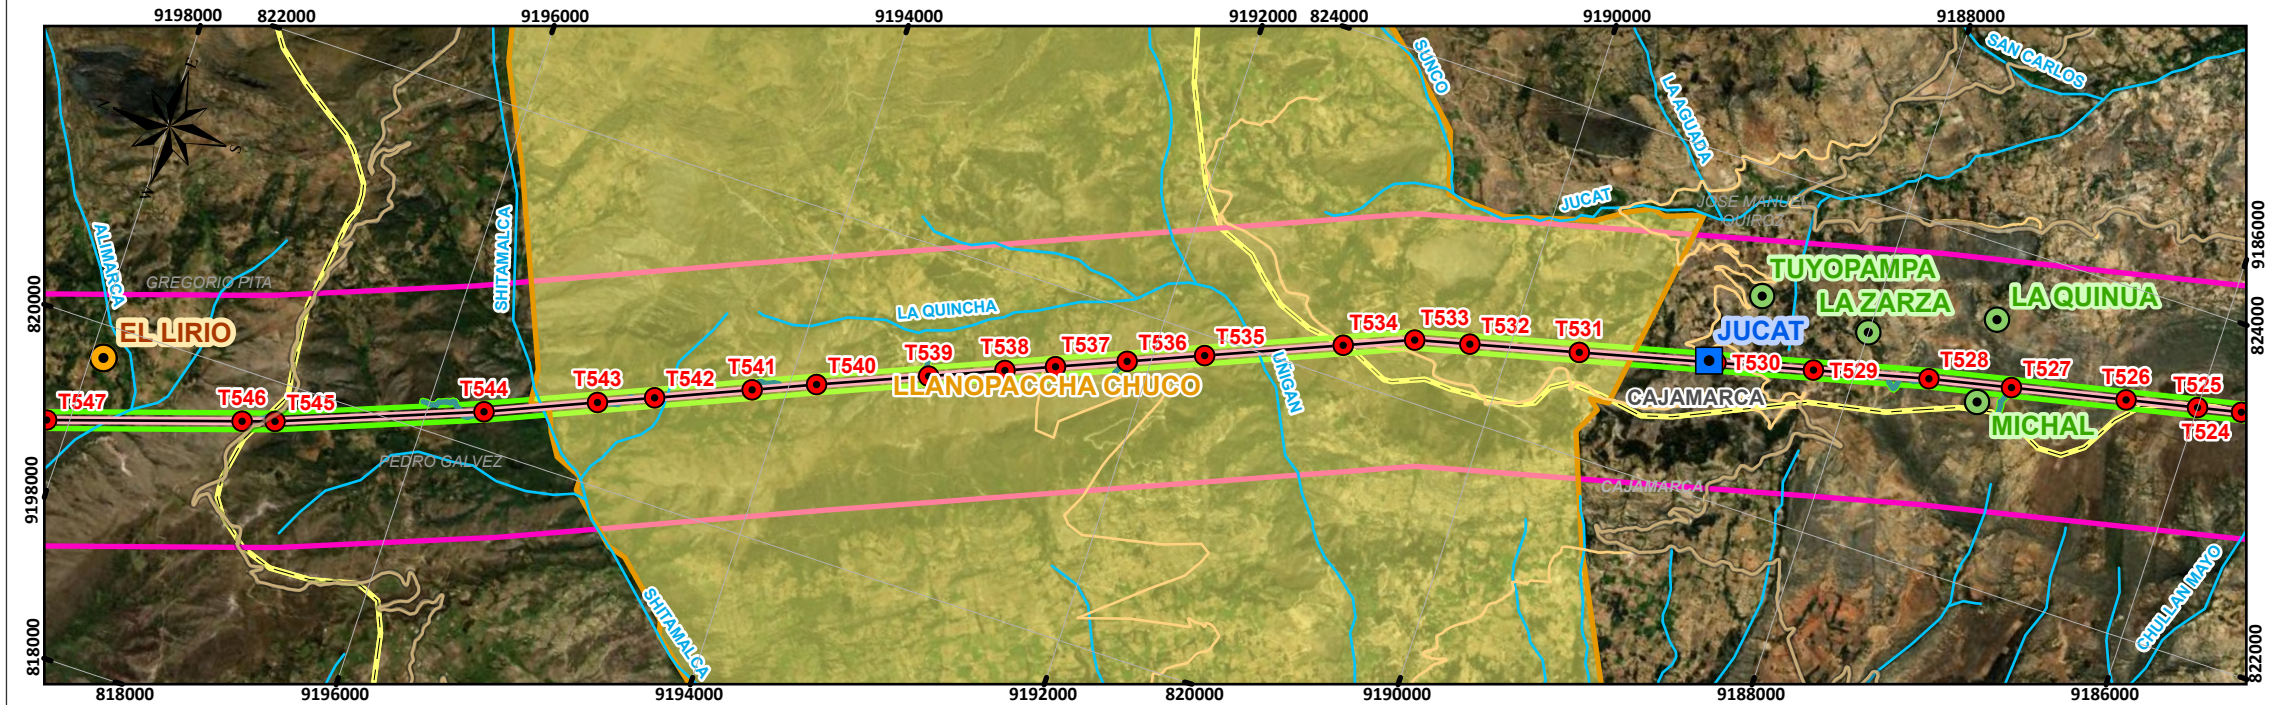 9198000
822000
9196000
9194000
9192000
824000
9190000
9188000
SAN CARLOS
SUNCO
LA AGUADA
E
N
S
W
JUCAT
JOSE MANUEL
QUIROZ
ALIMARCA
SHITAMALCA
GREGORIO PITA
9186000
820000
824000
TUYOPAMPA
LA ZARZA
LA QUINUA
LA QUINCHA
EL LIRIO
JUCAT
T547
T546
T545
T544
T543
T542
T541
T540
T539
T538
T537
T536
T535
T534
T533
T532
T531
T530
T529
T528
T527
T526
T525
T524
LLANOPACCHA CHUCO
UÑIGAN
CAJAMARCA
MICHAL
PEDRO GALVEZ
CAJAMARCA
9198000
818000
SHITAMALCA
CHULLAN MAYO
822000
818000
9196000
9194000
9192000
820000
9190000
9188000
9186000